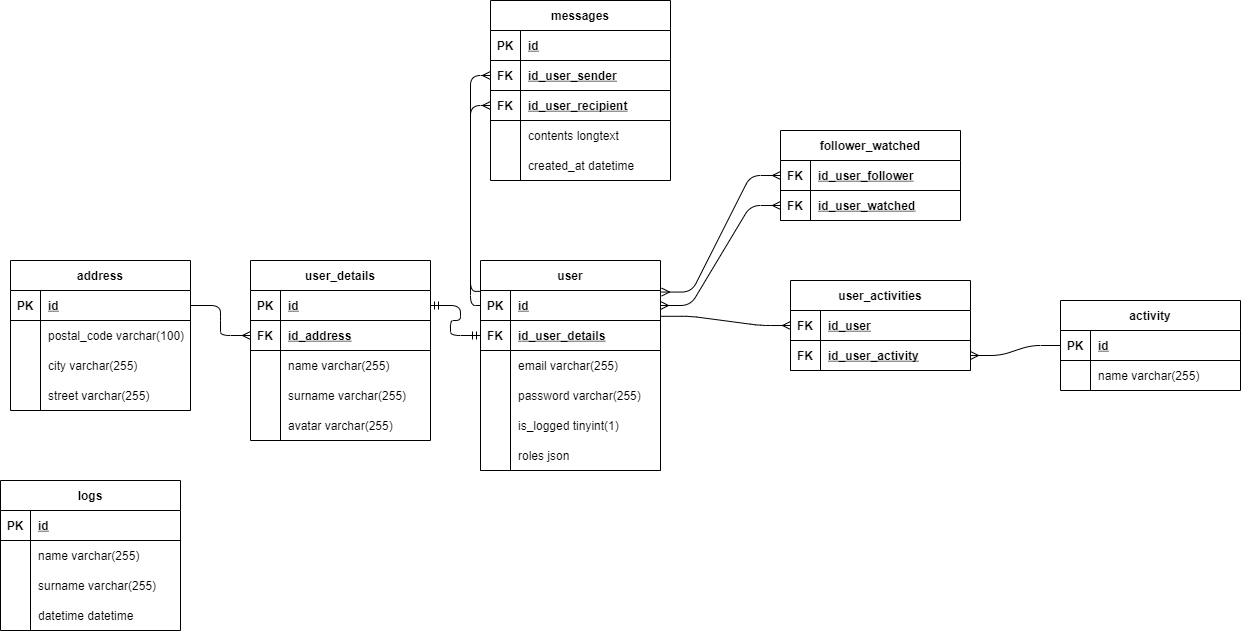 messages
PK id
FK id_user_sender
FK id_user_recipient
contents longtext
created_at datetime
follower_watched
FK id_user_follower
FK id_user_watched
address
PK id
postal_code varchar(100)
city varchar(255)
street varchar(255)
user_details
PK id
FK id_address
name varchar(255)
surname varchar(255)
avatar varchar(255)
user
PK id
FK id_user_details
email varchar(255)
password varchar(255)
is_logged tinyint(1)
roles json
user_activities
FK id_user
FK id_user_activity
activity
PK id
name varchar(255)
logs
PK id
name varchar(255)
surname varchar(255)
datetime datetime